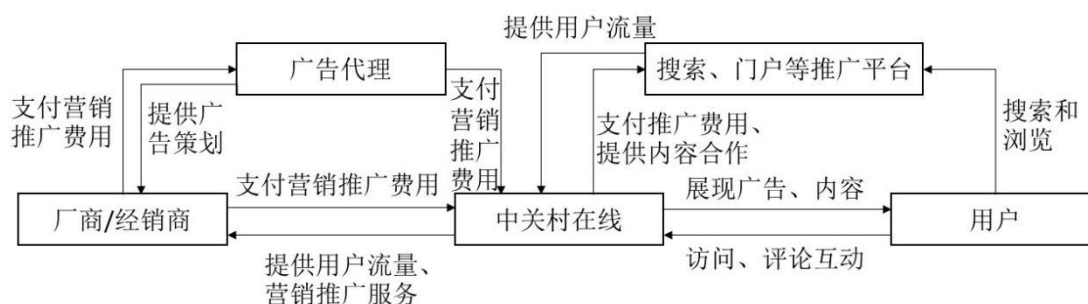 提供用户流量
广告代理
搜索、门户等推广平台
支付营销
推广费用
提供广
告策划
支付
营销
推广
费用
支付推广费用、
提供内容合作
搜索和
浏览
支付营销推广费用
展现广告、内容
厂商/经销商
中关村在线
用户
提供用户流量、
营销推广服务
访问、评论互动